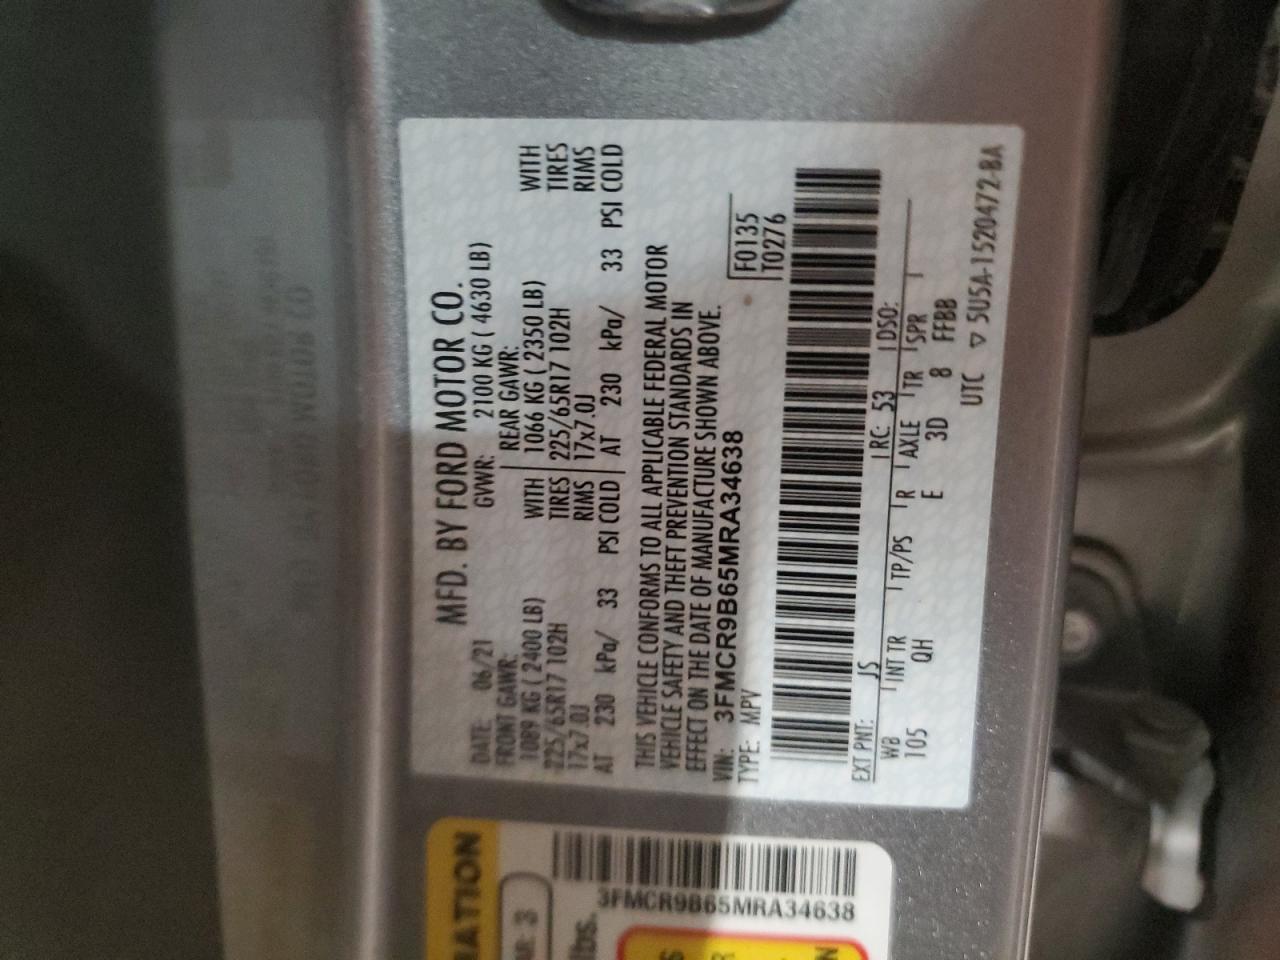 MFD. BY FORD MOTOR CO.
DATE: 06/21 GVWR: 2100 KG ( 4630 LB)
FRONT GAWR: REAR GAWR:
1089 KG ( 2400 LB) WITH 1066 KG ( 2350 LB) WITH
225/65R17 102H TIRES 225/65R17 102H TIRES
17x7.0J RIMS 17x7.0J RIMS
AT 230 kPa/ 33 PSI COLD AT 230 kPa/ 33 PSI COLD
THIS VEHICLE CONFORMS TO ALL APPLICABLE FEDERAL MOTOR
VEHICLE SAFETY AND THEFT PREVENTION STANDARDS IN
EFFECT ON THE DATE OF MANUFACTURE SHOWN ABOVE.
VIN: 3FMCR9B65MRA34638 F0135
TYPE: MPV T0276
EXT PNT: JS RC: 53 DSO:
WB INT TR TP/PS R AXLE TR SPR
105 QH E 3D 8 FFBB
UTC ▽ 5U5A-1520472-BA
3FMCR9B65MRA34638
lbs.